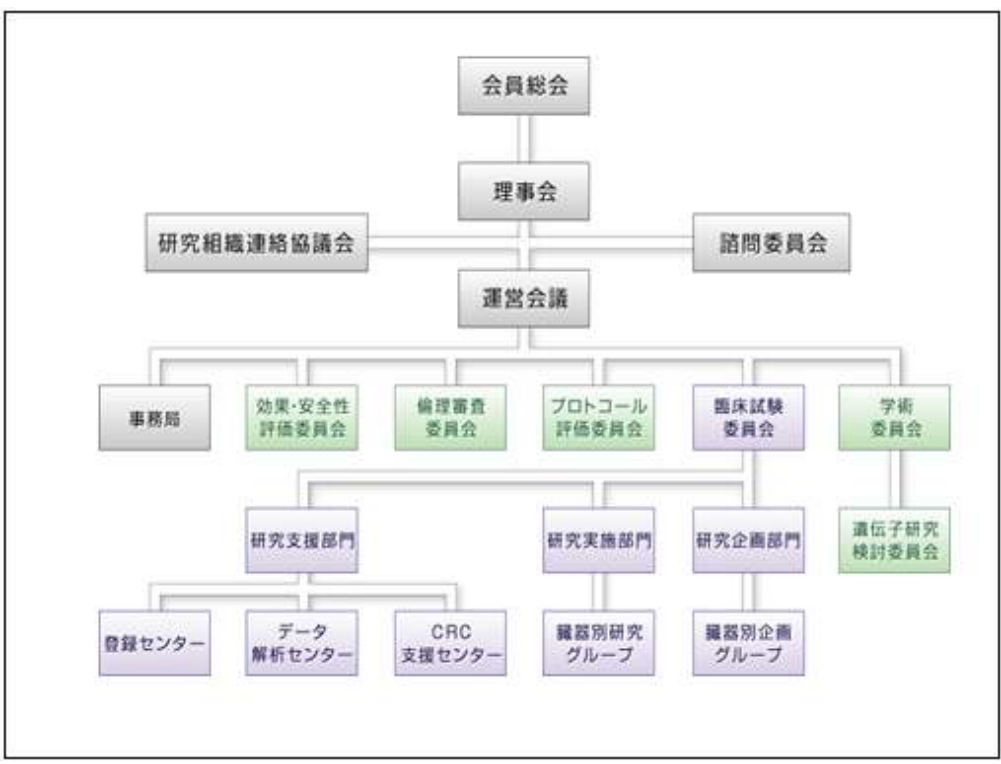 会員総会
理事会
研究組織連絡協議会
諮問委員会
運営会議
事務局
効果・安全性
評価委員会
倫理審査
委員会
プロトコール
評価委員会
臨床試験
委員会
学術
委員会
研究支援部門
研究実施部門
研究企画部門
遺伝子研究
検討委員会
登録センター
データ
解析センター
CRC
支援センター
臓器別研究
グループ
臓器別企画
グループ